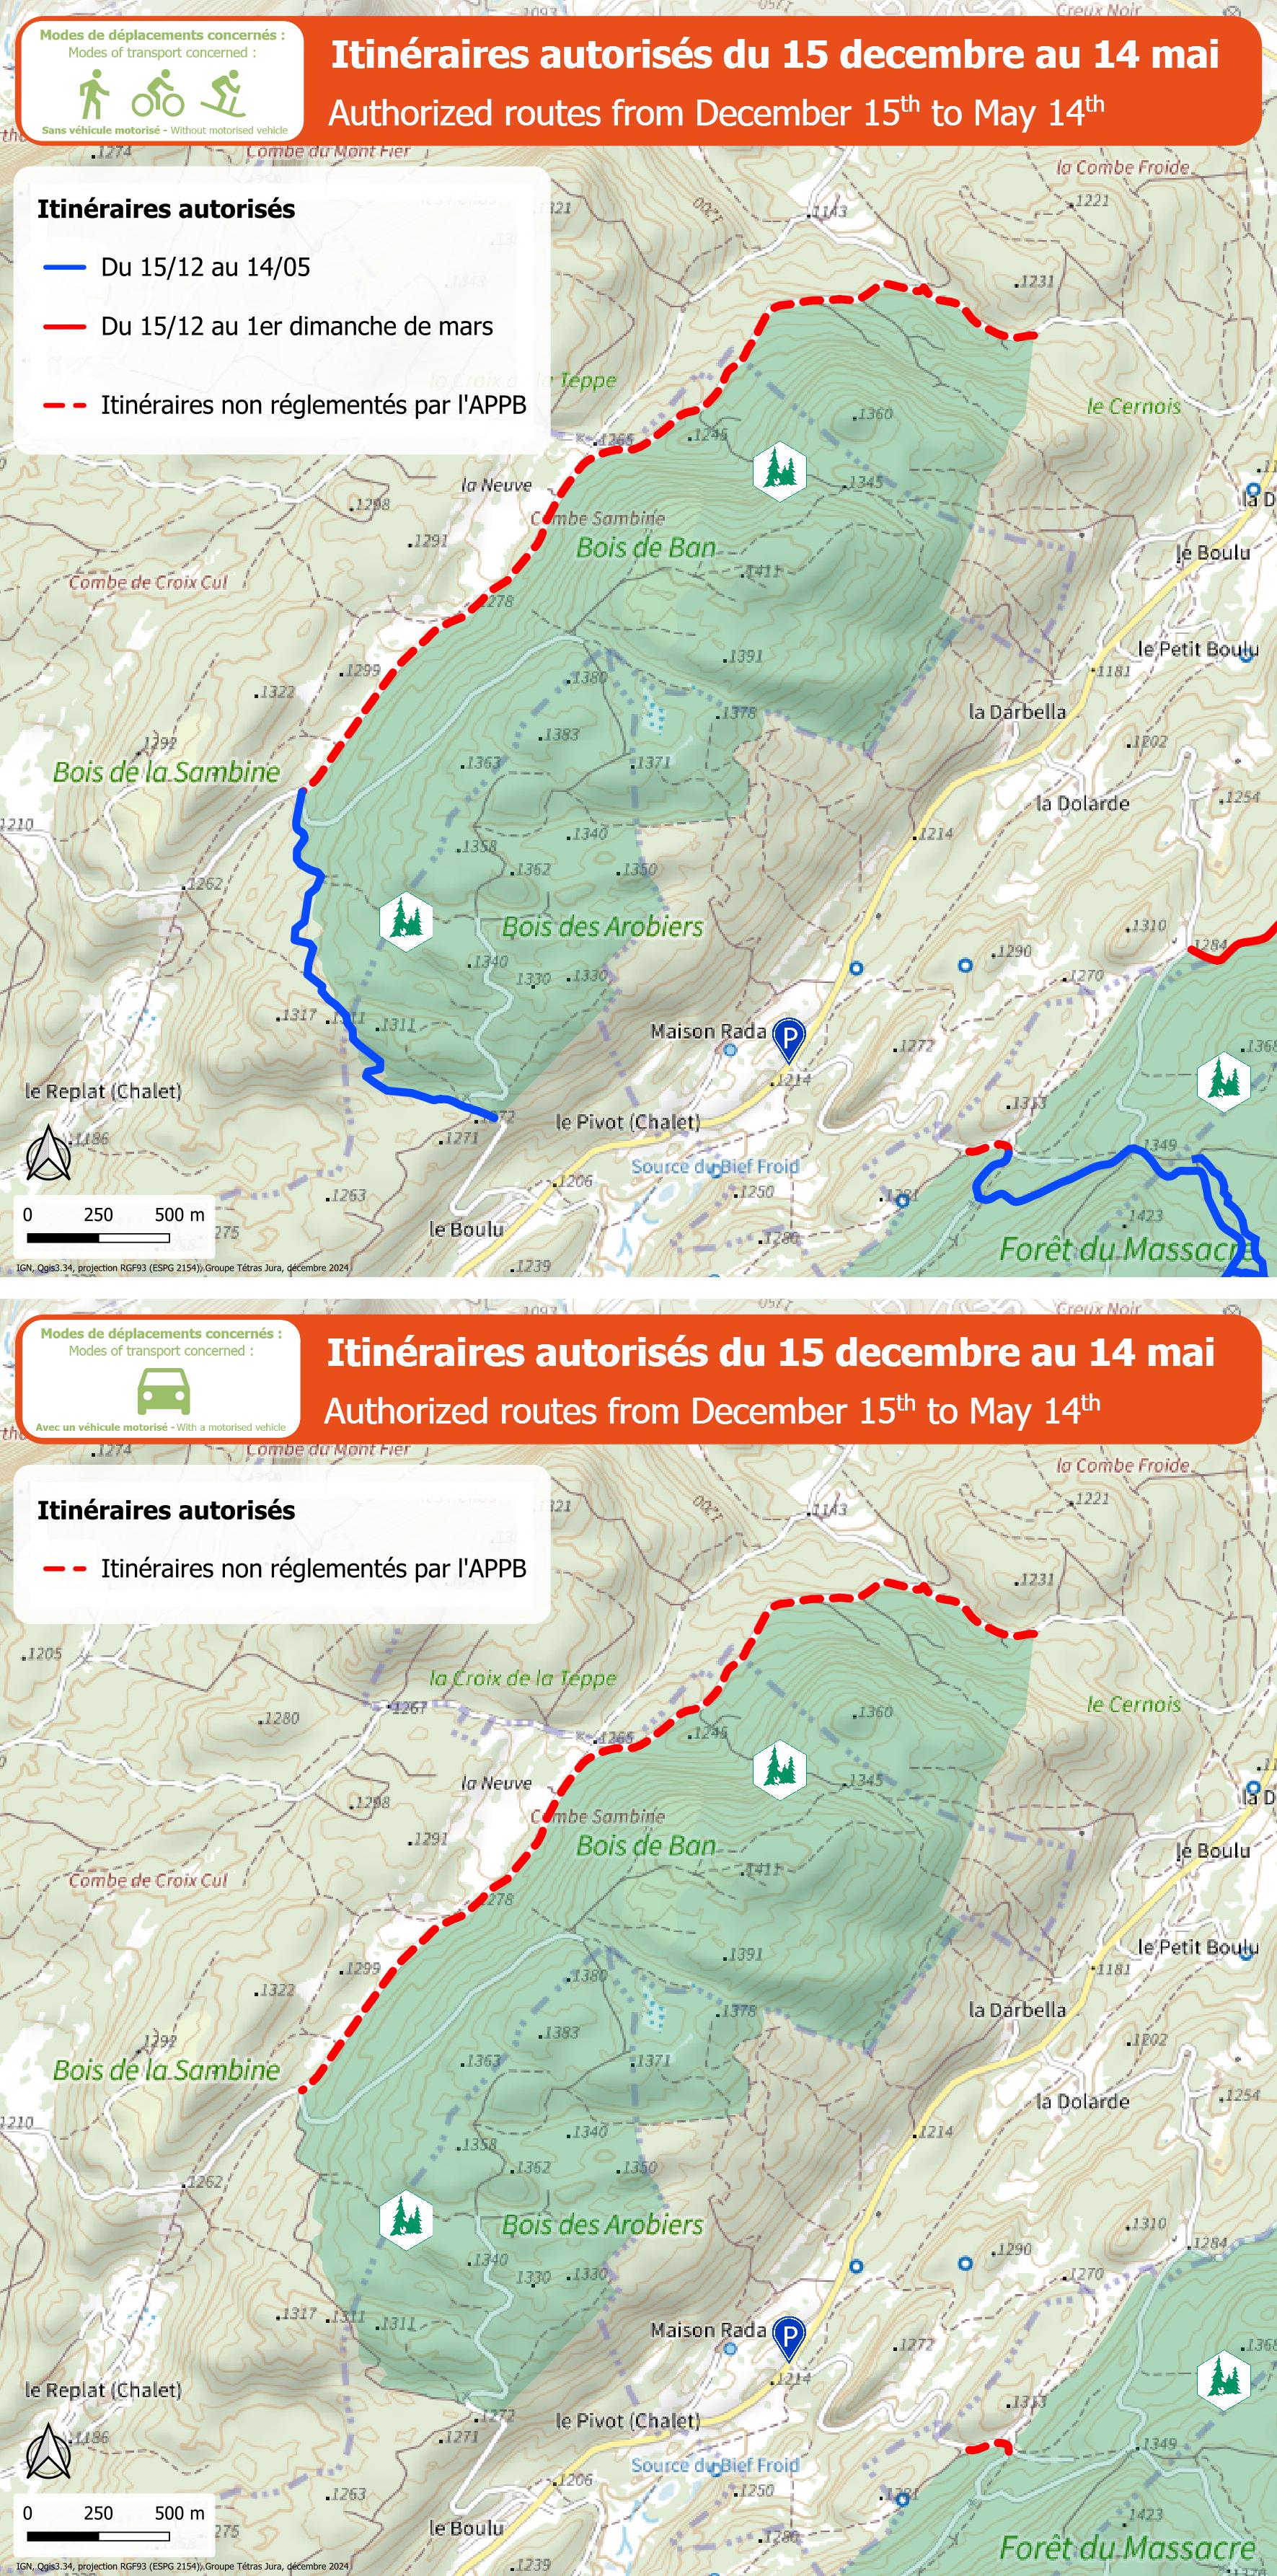 Modes de déplacements concernés :
Modes of transport concerned :
Sans véhicule motorisé - Without motorised vehicle
Itinéraires autorisés du 15 decembre au 14 mai
Authorized routes from December 15th to May 14th
1093
Creux Noir
.1274
Combe du Mont Fier
la Combe Froide
.1221
1143
Itinéraires autorisés
Du 15/12 au 14/05
Du 15/12 au 1er dimanche de mars
Itinéraires non réglementés par l'APPB
.1231
la Croix de la Teppe
.1360
le Cernois
1265
.1245
.1345
la Neuve
.1298
Combe Sambine
.1291
Bois de Ban
le Boulu
Combe de Croix Cul
.1411
1278
le Petit Boulu
.1391
.1299
.1380
.1181
.1322
.1378
la Darbella
.1292
.1383
.1202
Bois de la Sambine
.1363
.1371
la Dolarde
.1254
1210
.1340
.1214
.1358
.1362
.1350
.1262
Bois des Arobiers
.1310
.1284
.1340
.1290
1330
.1330
.1270
.1317
.1311
.1311
Maison Rada
P
.1272
.1368
.1214
le Replat (Chalet)
.1313
.1272
le Pivot (Chalet)
.1186
.1271
.1349
Source du Bief Froid
.1206
.1250
.1263
.1281
.1423
le Boulu
.1280
Forêt du Massacre
0 250 500 m
1275
.1239
IGN, Qgis3.34, projection RGF93 (ESPG 2154), Groupe Tétras Jura, décembre 2024
Modes de déplacements concernés :
Modes of transport concerned :
Avec un véhicule motorisé - With a motorised vehicle
Itinéraires autorisés du 15 decembre au 14 mai
Authorized routes from December 15th to May 14th
Creux Noir
.1274
Combe du Mont Fier
la Combe Froide
.1221
1143
Itinéraires autorisés
Itinéraires non réglementés par l'APPB
.1231
.1205
la Croix de la Teppe
1267
.1280
.1360
le Cernois
1265
.1245
.1345
la Neuve
.1298
Combe Sambine
.1291
Bois de Ban
le Boulu
Combe de Croix Cul
.1411
1278
le Petit Boulu
.1391
.1299
.1380
.1181
.1322
.1378
la Darbella
.1292
.1383
.1202
Bois de la Sambine
.1363
.1371
la Dolarde
.1254
1210
.1340
.1214
.1358
.1362
.1350
.1262
Bois des Arobiers
.1310
.1284
.1340
.1290
1330
.1330
.1270
.1317
.1311
.1311
Maison Rada
P
.1272
.1368
.1214
le Replat (Chalet)
.1313
.1272
le Pivot (Chalet)
.1186
.1271
.1349
Source du Bief Froid
.1206
.1250
.1263
.1281
.1423
le Boulu
.1280
Forêt du Massacre
0 250 500 m
1275
.1239
IGN, Qgis3.34, projection RGF93 (ESPG 2154), Groupe Tétras Jura, décembre 2024